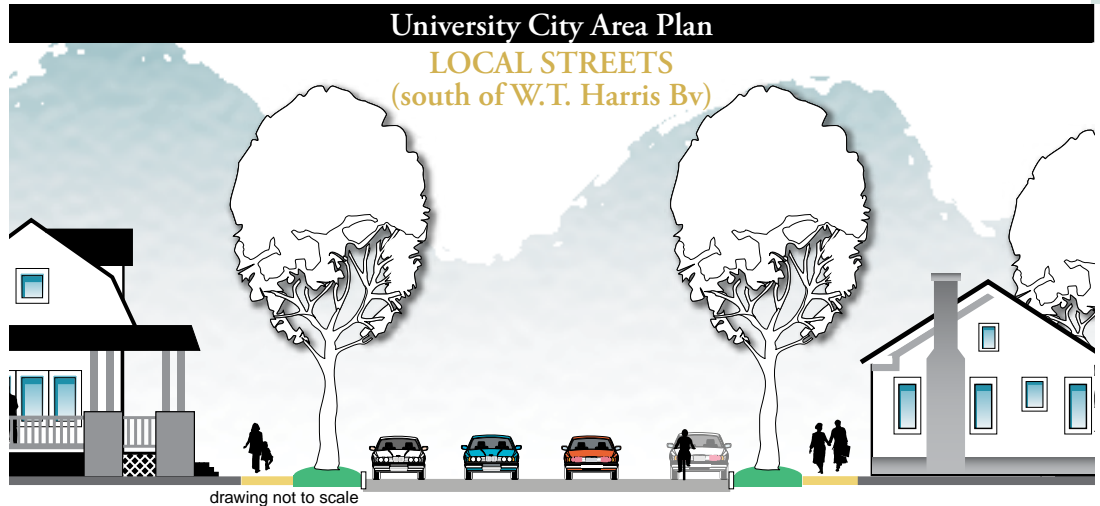 University City Area Plan
LOCAL STREETS
(south of W.T. Harris Bv)
drawing not to scale